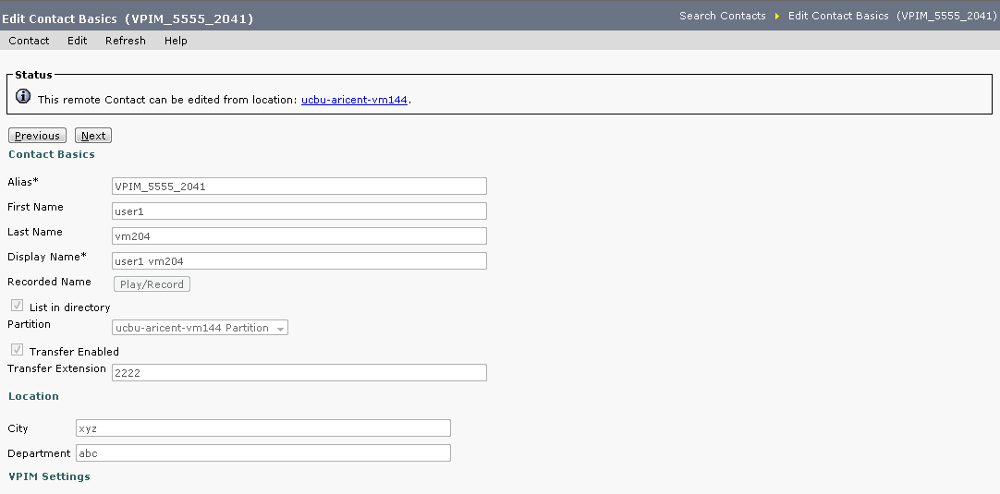 Edit Contact Basics (VPIM_5555_2041)
Search Contacts Edit Contact Basics (VPIM_5555_2041)
Contact Edit Refresh Help
Status
This remote Contact can be edited from location: ucbu-aricent-vm144.
Previous Next
Contact Basics
Alias* VPIM_5555_2041
First Name user1
Last Name vm204
Display Name* user1 vm204
Recorded Name Play/Record
List in directory
Partition ucbu-aricent-vm144 Partition
Transfer Enabled
Transfer Extension 2222
Location
City xyz
Department abc
VPIM Settings